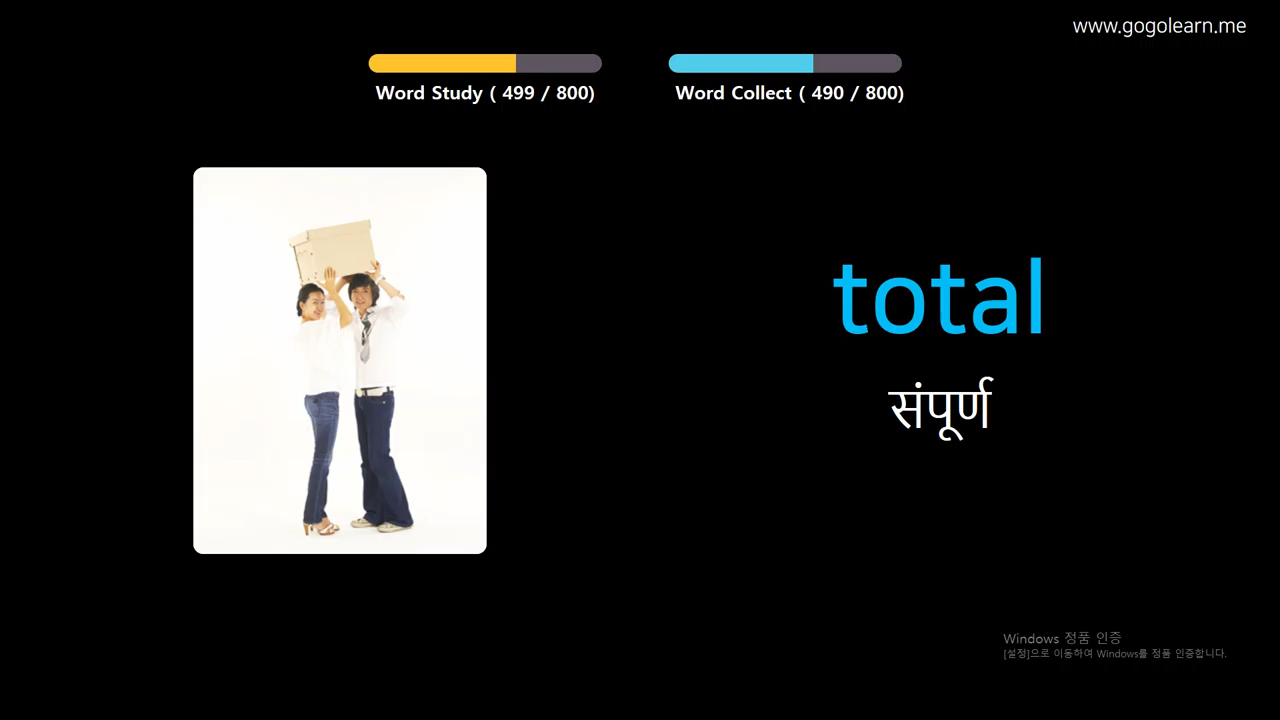 www.gogolearn.me
Word Study ( 499 / 800)
Word Collect ( 490 / 800)
total
संपूर्ण
Windows 정품 인증
[설정]으로 이동하여 Windows를 정품 인증합니다.